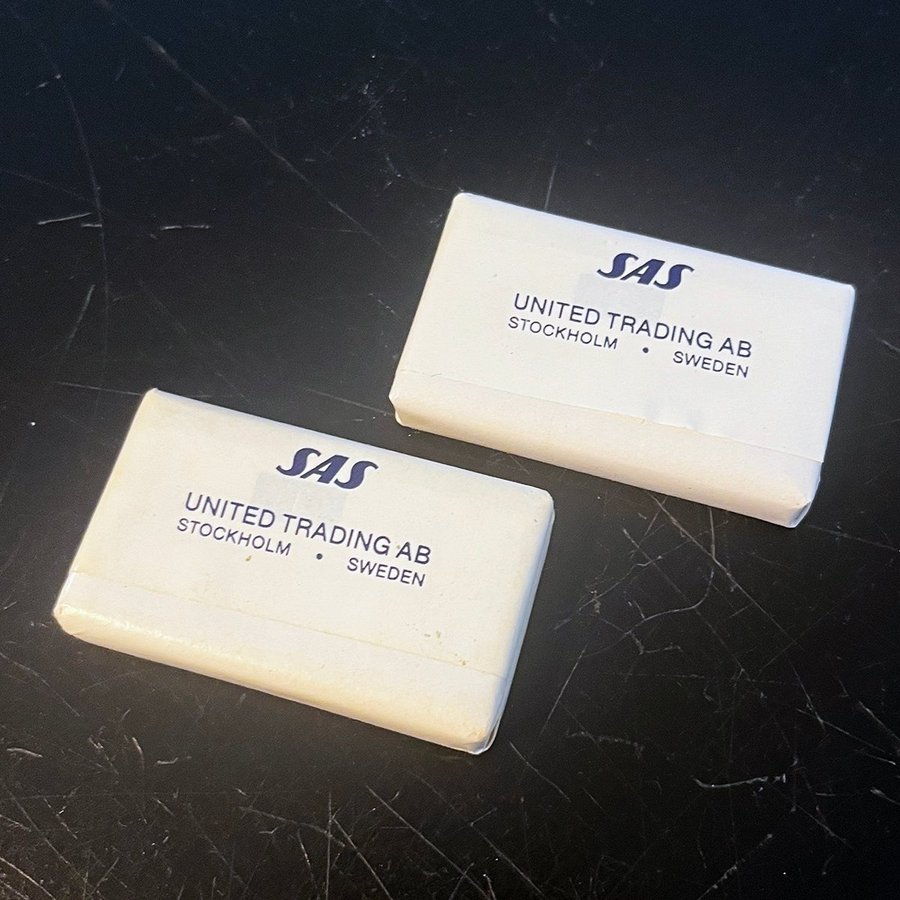 SAS
UNITED TRADING AB
STOCKHOLM • SWEDEN
SAS
UNITED TRADING AB
STOCKHOLM • SWEDEN